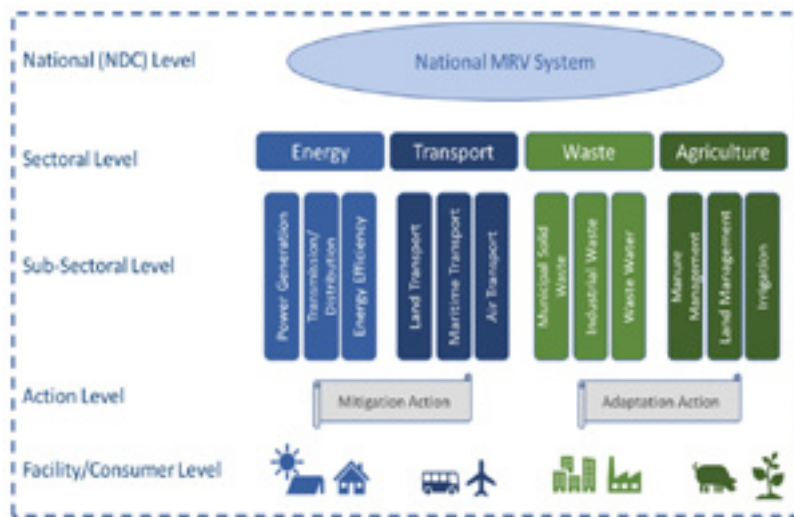 National (NDC) Level
National MRV System
Sectoral Level
Energy
Transport
Waste
Agriculture
Sub-Sectoral Level
Power Generation
Transmission/
Distribution
Energy Efficiency
Land Transport
Maritime Transport
Air Transport
Municipal Solid
Waste
Industrial Waste
Waste Water
Manure
Management
Land Management
Irrigation
Action Level
Mitigation Action
Adaptation Action
Facility/Consumer Level